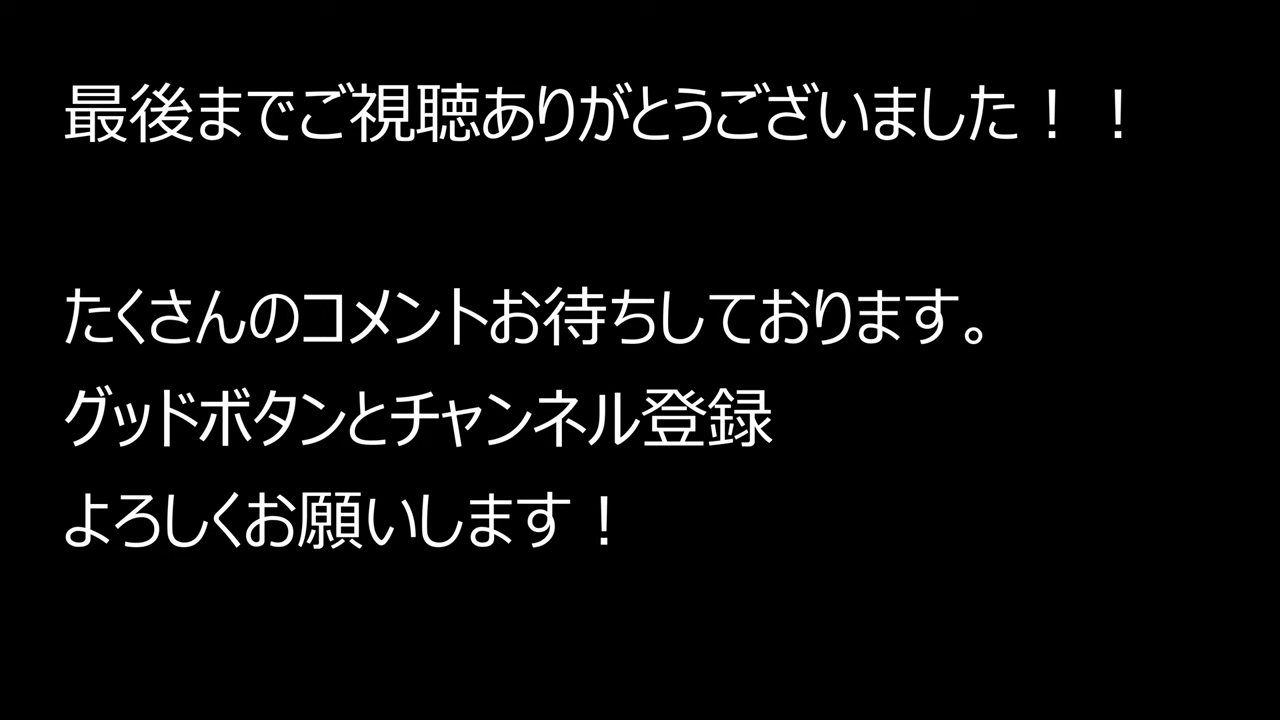 最後までご視聴ありがとうございました！！
たくさんのコメントお待ちしております。
グッドボタンとチャンネル登録
よろしくお願いします！